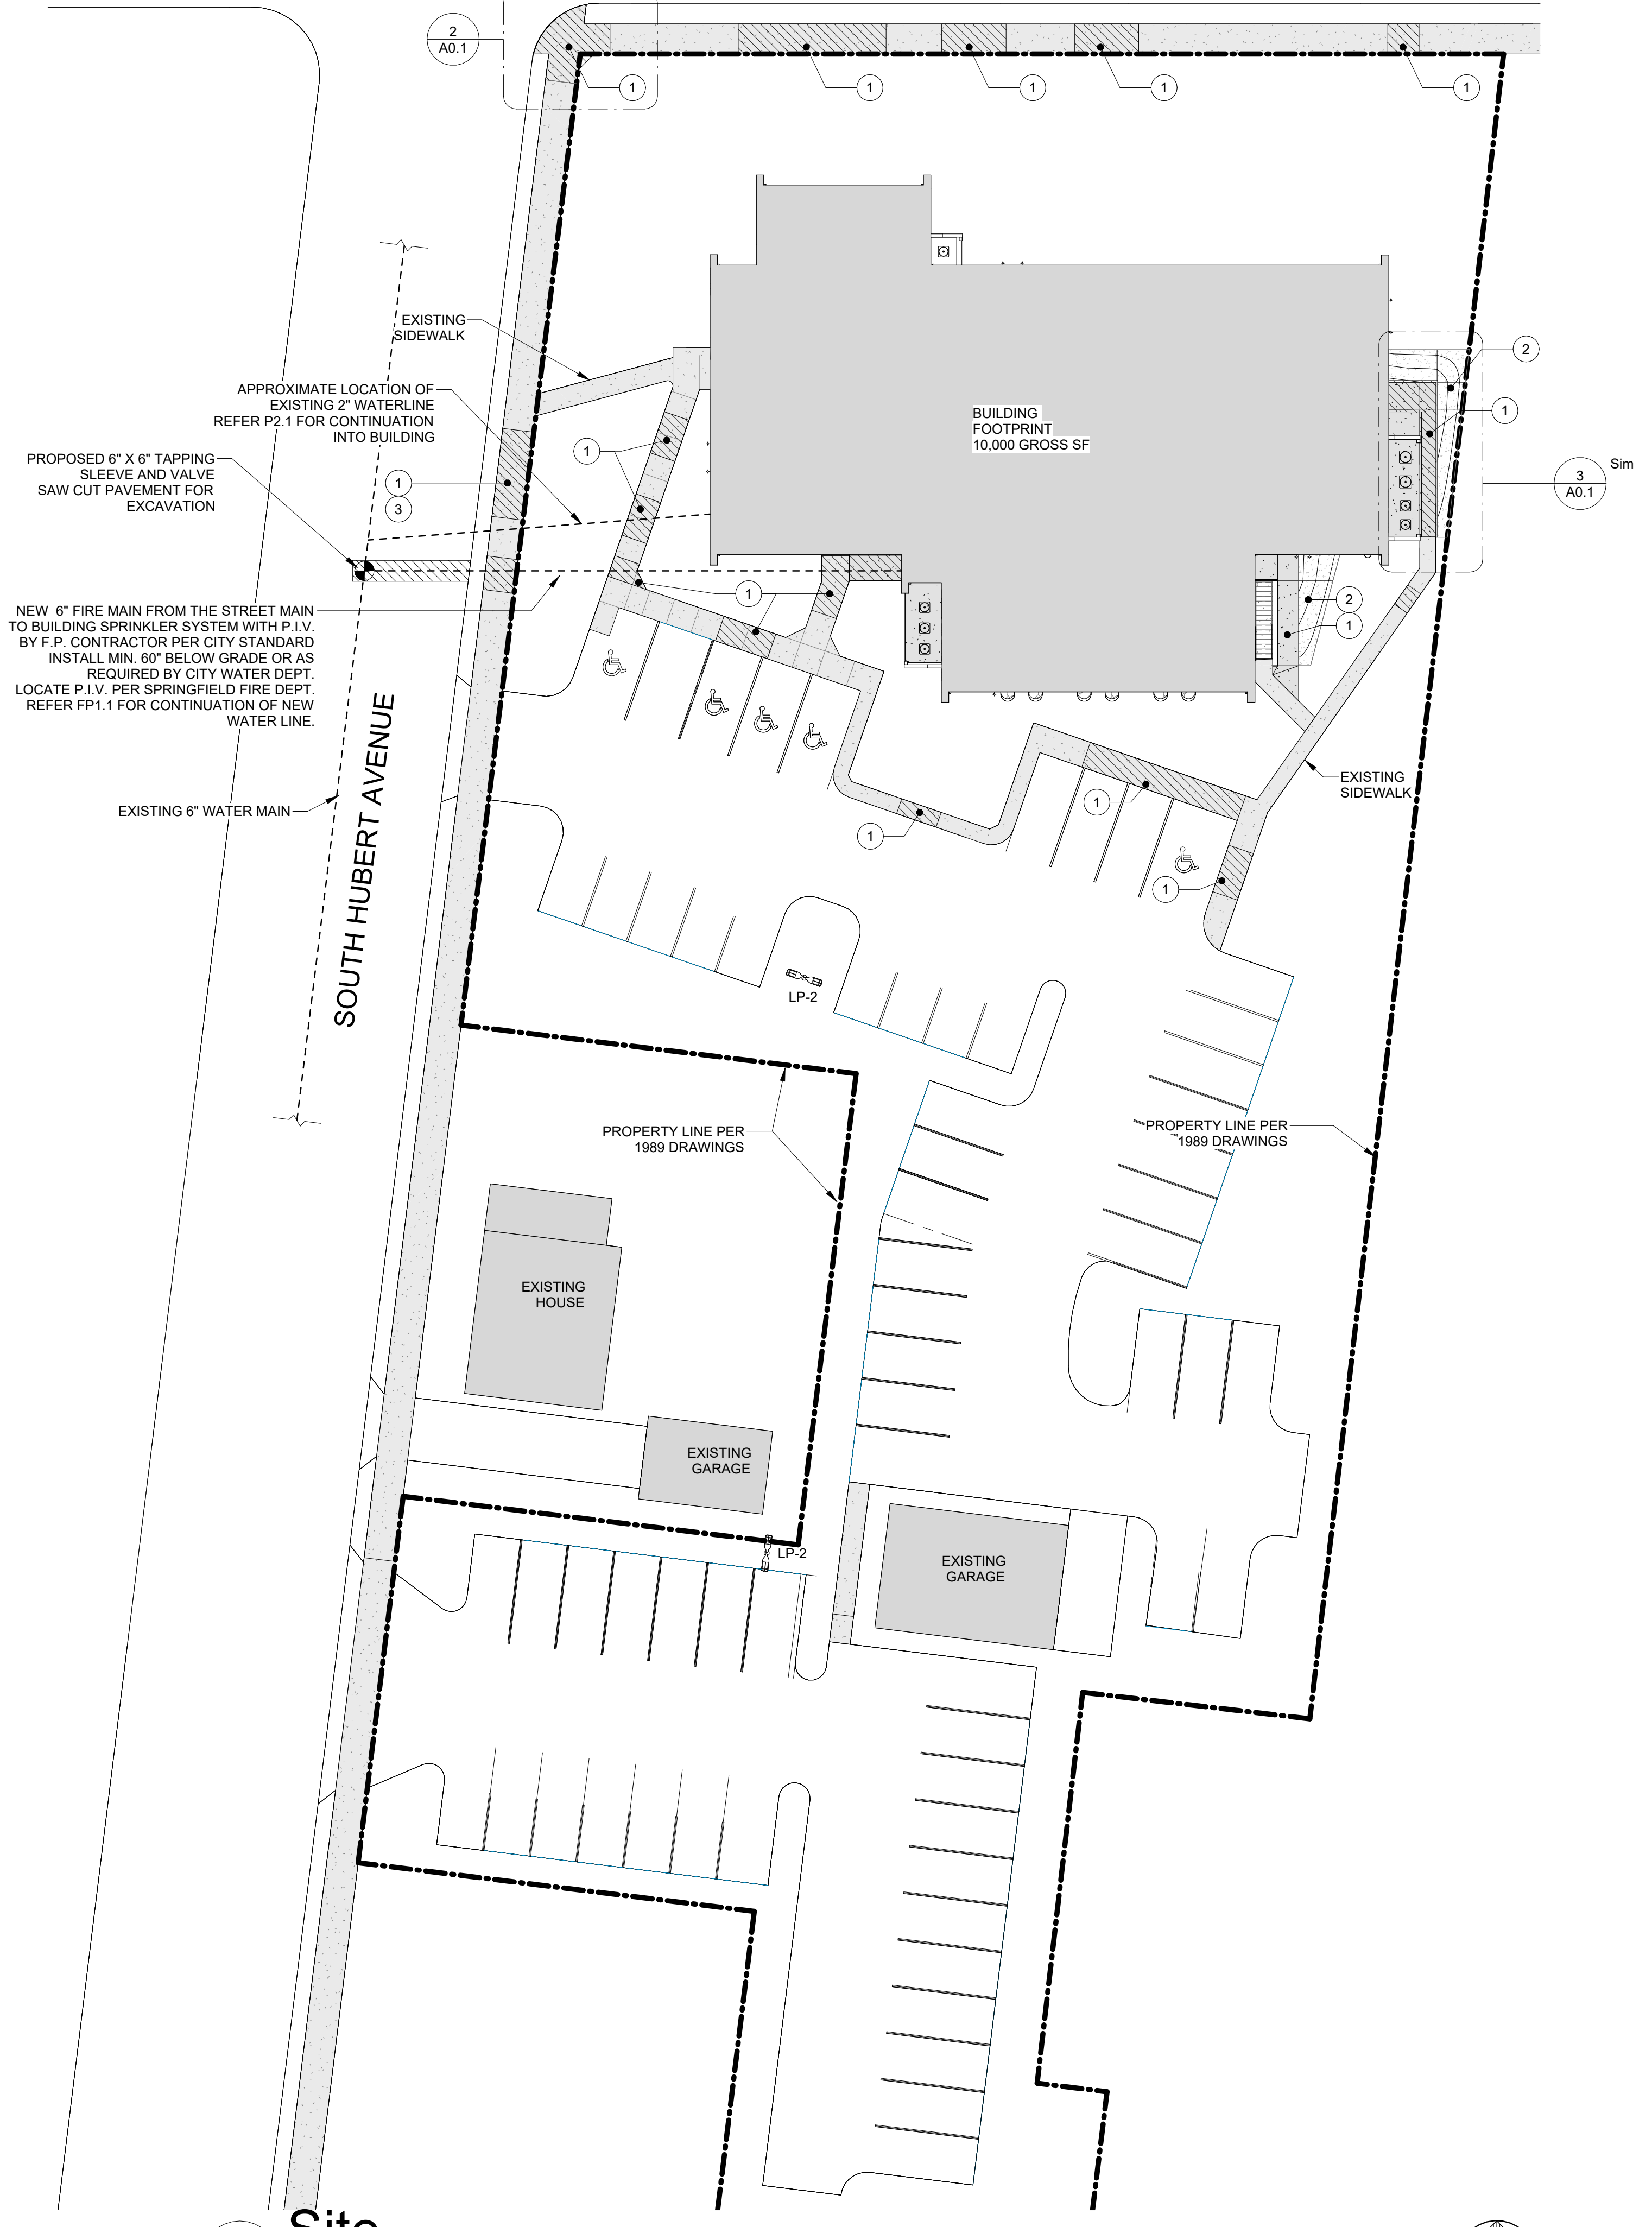 2
A0.1
1
1
1
1
1
EXISTING
SIDEWALK
APPROXIMATE LOCATION OF
EXISTING 2" WATERLINE
REFER P2.1 FOR CONTINUATION
INTO BUILDING
PROPOSED 6" X 6" TAPPING
SLEEVE AND VALVE
SAW CUT PAVEMENT FOR
EXCAVATION
1
3
1
BUILDING
FOOTPRINT
10,000 GROSS SF
2
1
3
A0.1
Sim
NEW 6" FIRE MAIN FROM THE STREET MAIN
TO BUILDING SPRINKLER SYSTEM WITH P.I.V.
BY F.P. CONTRACTOR PER CITY STANDARD
INSTALL MIN. 60" BELOW GRADE OR AS
REQUIRED BY CITY WATER DEPT.
LOCATE P.I.V. PER SPRINGFIELD FIRE DEPT.
REFER FP1.1 FOR CONTINUATION OF NEW
WATER LINE.
1
2
1
EXISTING 6" WATER MAIN
SOUTH HUBERT AVENUE
EXISTING
SIDEWALK
1
1
1
LP-2
PROPERTY LINE PER
1989 DRAWINGS
PROPERTY LINE PER
1989 DRAWINGS
EXISTING
HOUSE
EXISTING
GARAGE
LP-2
EXISTING
GARAGE
Site